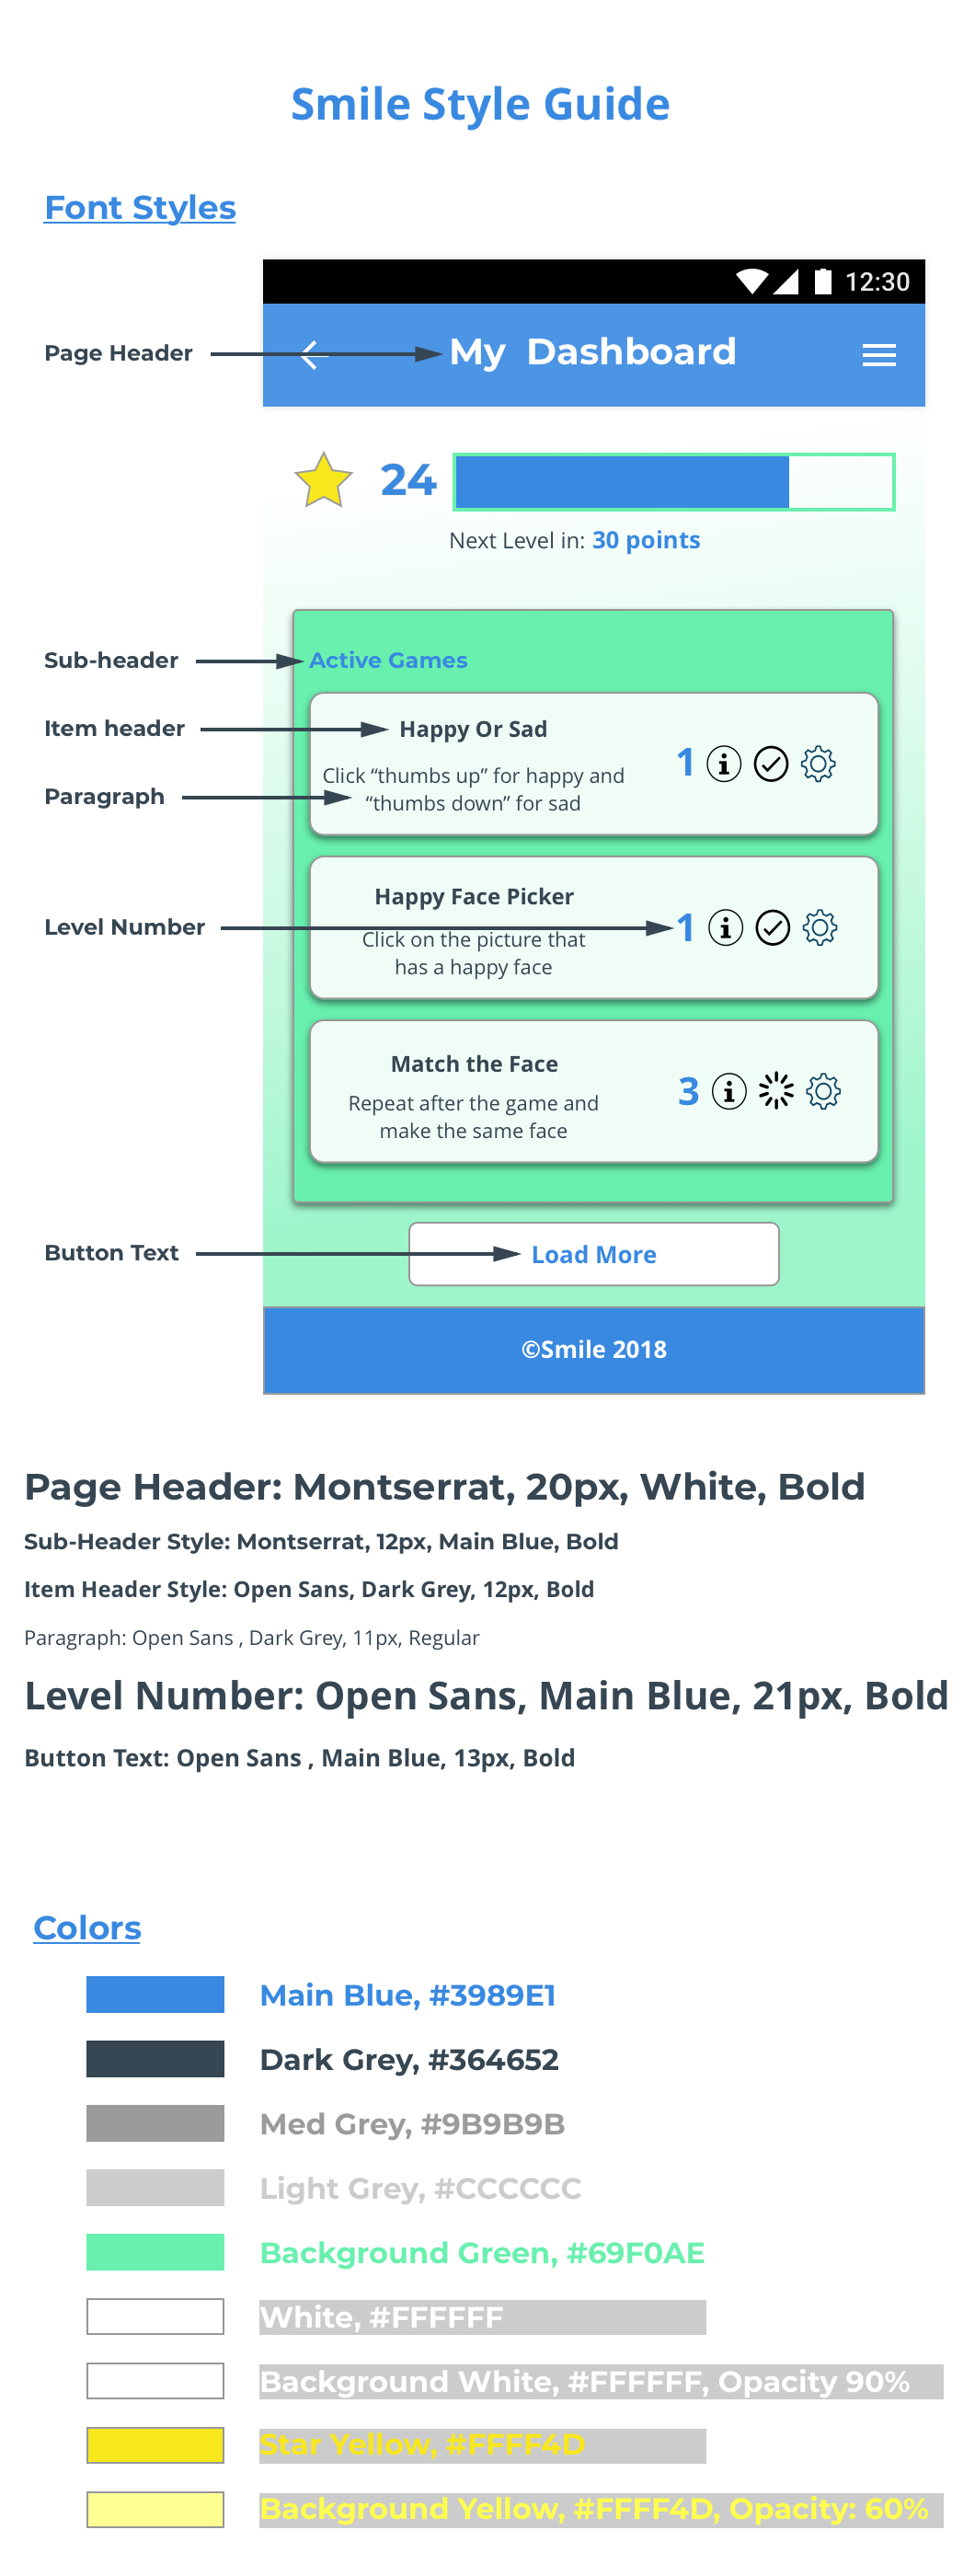 Smile Style Guide
Font Styles
12:30
Page Header
My Dashboard
24
Next Level in: 30 points
Sub-header
Active Games
Item header
Happy Or Sad
Paragraph
Click “thumbs up” for happy and
“thumbs down” for sad
1
Happy Face Picker
Level Number
1
Click on the picture that
has a happy face
Match the Face
Repeat after the game and
make the same face
3
Button Text
Load More
©Smile 2018
Page Header: Montserrat, 20px, White, Bold
Sub-Header Style: Montserrat, 12px, Main Blue, Bold
Item Header Style: Open Sans, Dark Grey, 12px, Bold
Paragraph: Open Sans , Dark Grey, 11px, Regular
Level Number: Open Sans, Main Blue, 21px, Bold
Button Text: Open Sans , Main Blue, 13px, Bold
Colors
Main Blue, #3989E1
Dark Grey, #364652
Med Grey, #9B9B9B
Light Grey, #CCCCCC
Background Green, #69F0AE
White, #FFFFFF
Background White, #FFFFFF, Opacity 90%
Star Yellow, #FFFF4D
Background Yellow, #FFFF4D, Opacity: 60%